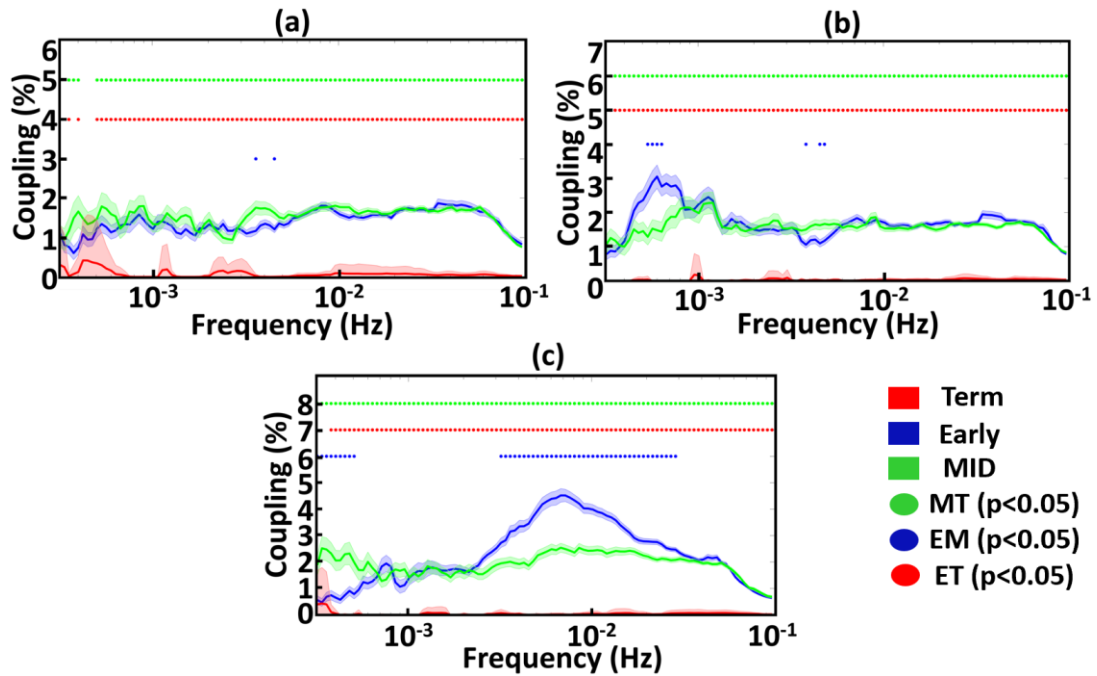 (a)
6
5
4
3
2
1
0
Coupling (%)
10-3
10-2
10-1
Frequency (Hz)
(b)
7
6
5
4
3
2
1
0
Coupling (%)
10-3
10-2
10-1
Frequency (Hz)
(c)
8
7
6
5
4
3
2
1
0
Coupling (%)
10-3
10-2
10-1
Frequency (Hz)
Term
Early
MID
MT (p<0.05)
EM (p<0.05)
ET (p<0.05)